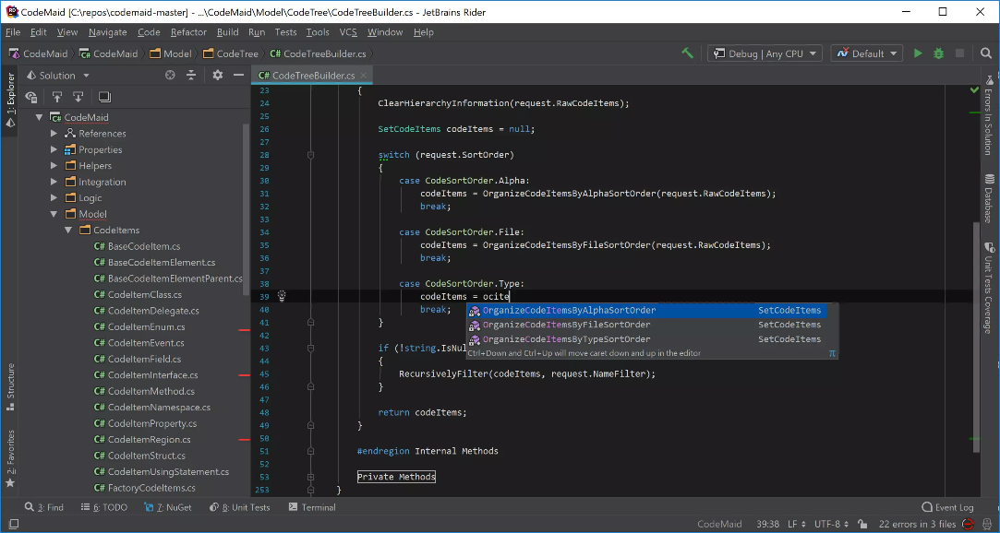 CodeMaid [C:\repos\codemaid-master] - ...\CodeMaid\Model\CodeTree\CodeTreeBuilder.cs - JetBrains Rider
File Edit View Navigate Code Refactor Build Run Tests Tools VCS Window Help
CodeMaid CodeMaid Model CodeTree C# CodeTreeBuilder.cs Debug | Any CPU Default
Solution
C# CodeTreeBuilder.cs
1: Explorer
Structure
2: Favorites
CodeMaid
References
Properties
Helpers
Integration
Logic
Model
CodeItems
C# BaseCodeItem.cs
C# BaseCodeItemElement.cs
C# BaseCodeItemElementParent.cs
C# CodeItemClass.cs
C# CodeItemDelegate.cs
C# CodeItemEnum.cs
C# CodeItemEvent.cs
C# CodeItemField.cs
C# CodeItemInterface.cs
C# CodeItemMethod.cs
C# CodeItemNamespace.cs
C# CodeItemProperty.cs
C# CodeItemRegion.cs
C# CodeItemStruct.cs
C# CodeItemUsingStatement.cs
C# FactoryCodeItems.cs
23 {
24 ClearHierarchyInformation(request.RawCodeItems);
25
26 SetCodeItems codeItems = null;
27
28 switch (request.SortOrder)
29 {
30 case CodeSortOrder.Alpha:
31 codeItems = OrganizeCodeItemsByAlphaSortOrder(request.RawCodeItems);
32 break;
33
34 case CodeSortOrder.File:
35 codeItems = OrganizeCodeItemsByFileSortOrder(request.RawCodeItems);
36 break;
37
38 case CodeSortOrder.Type:
39 codeItems = ocite
40 break;
41 }
42
43 if (!string.IsNul
44 {
45 RecursivelyFilter(codeItems, request.NameFilter);
46 }
47
48 return codeItems;
49 }
50
51 #endregion Internal Methods
52
53 Private Methods
253 }
OrganizeCodeItemsByAlphaSortOrder SetCodeItems
OrganizeCodeItemsByFileSortOrder SetCodeItems
OrganizeCodeItemsByTypeSortOrder SetCodeItems
Ctrl+Down and Ctrl+Up will move caret down and up in the editor π
Errors In Solution
Database
Unit Tests Coverage
3: Find 6: TODO 7: NuGet 8: Unit Tests Terminal Event Log
CodeMaid 39:38 LF UTF-8 22 errors in 3 files